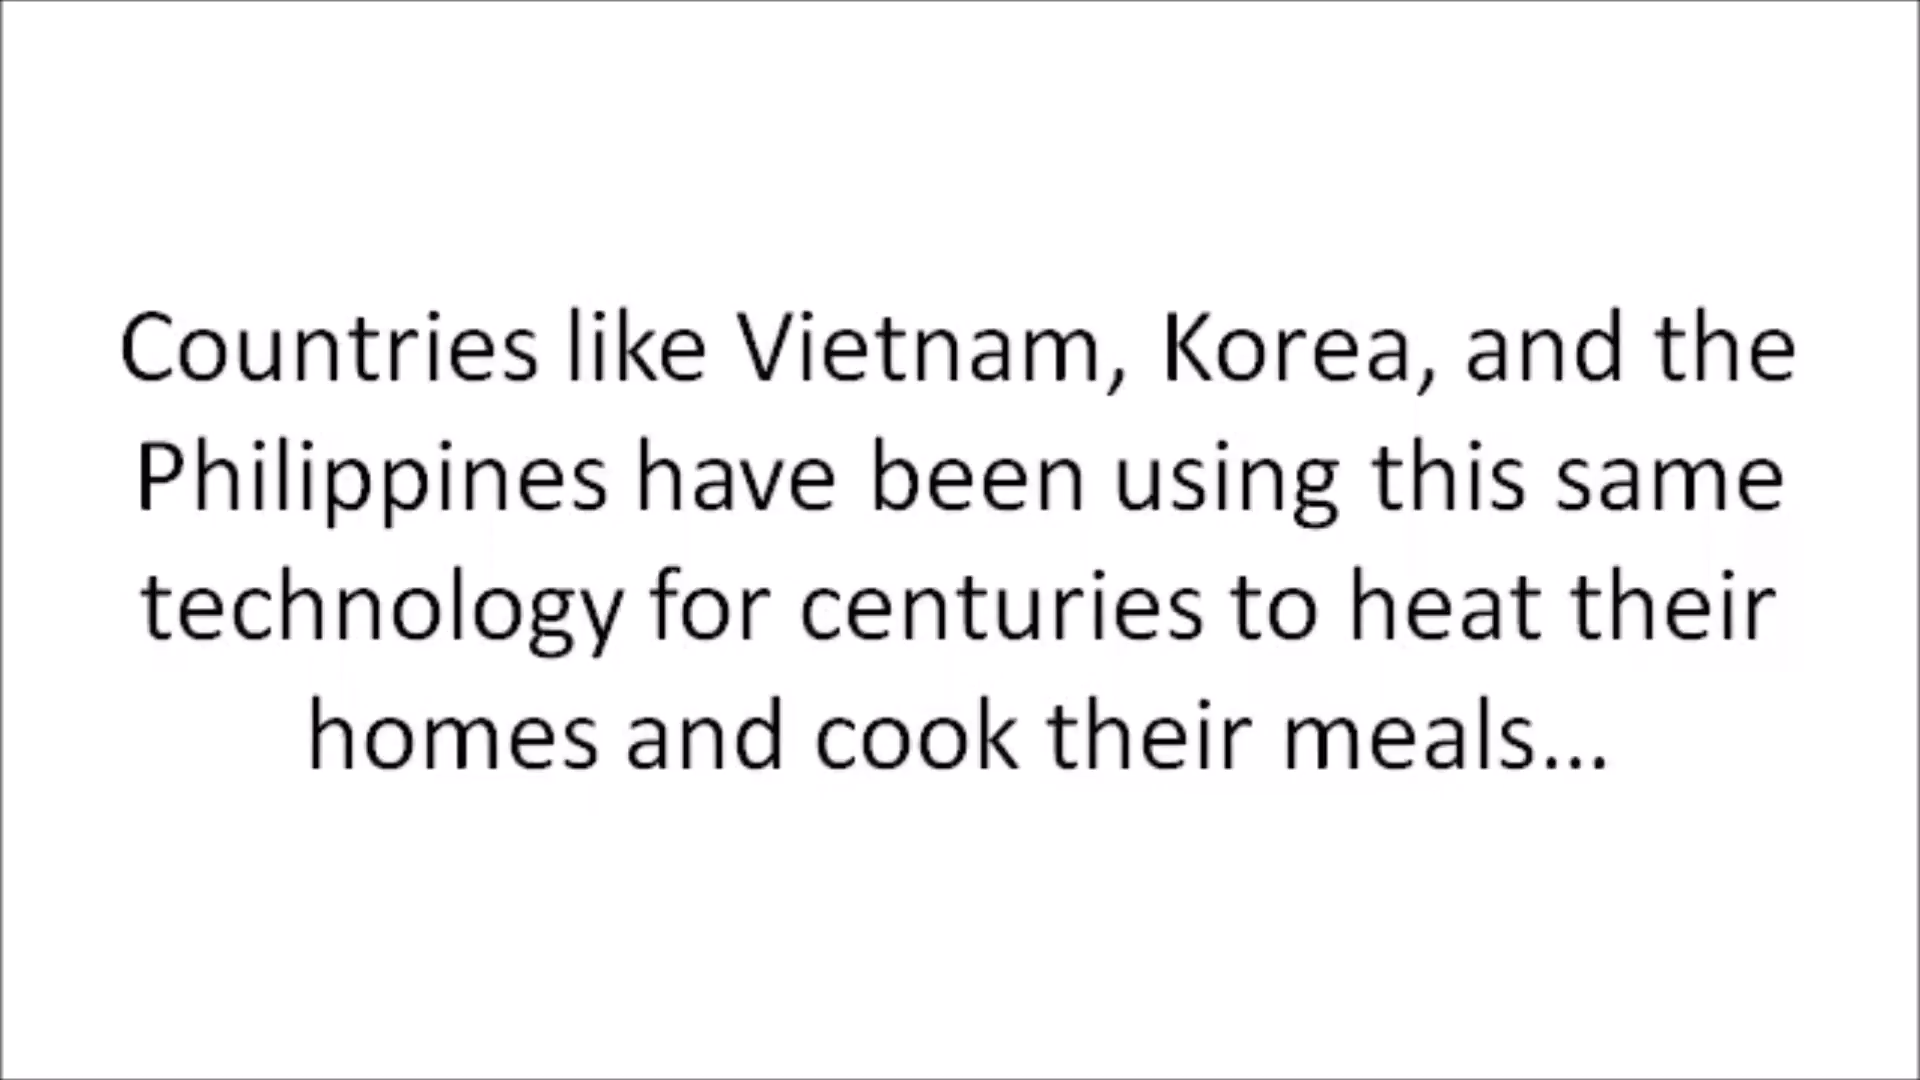 Countries like Vietnam, Korea, and the
Philippines have been using this same
technology for centuries to heat their
homes and cook their meals...